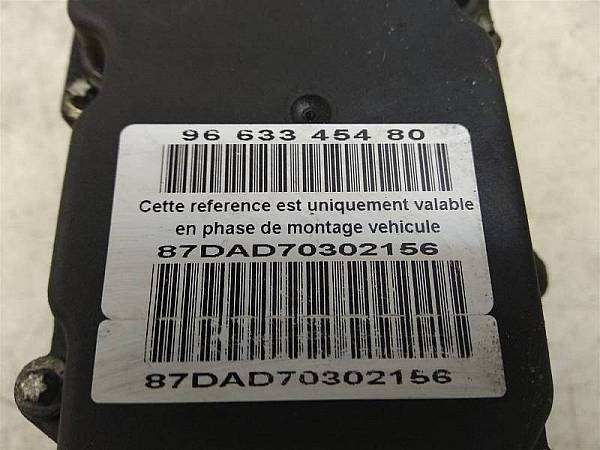 96 633 454 80
Cette reference est uniquement valable
en phase de montage vehicule
87DAD70302156
87DAD70302156